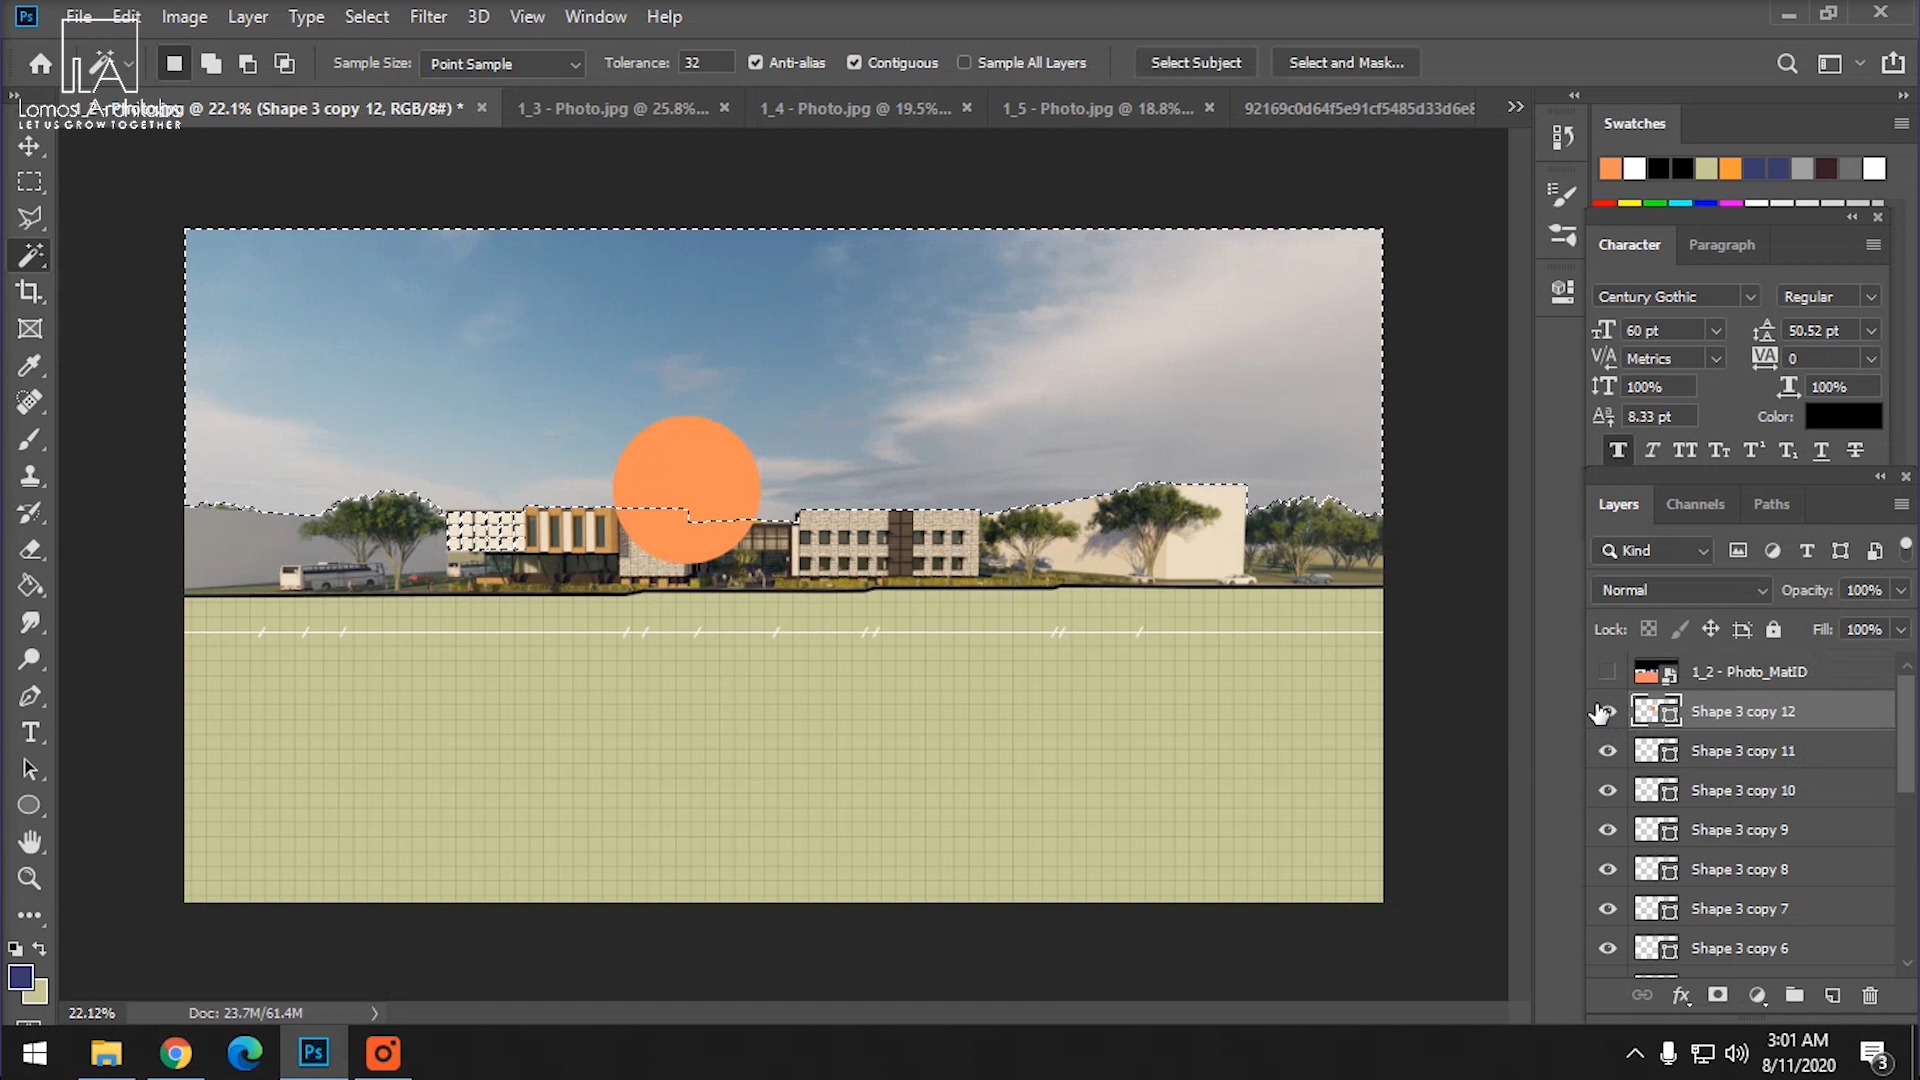 Ps File Edit Image Layer Type Select Filter 3D View Window Help
Sample Size: Point Sample Tolerance: 32 Anti-alias Contiguous Sample All Layers Select Subject Select and Mask...
LA
Lomos_Architabs
LET US GROW TOGETHER
@ 22.1% (Shape 3 copy 12, RGB/8#) *
1_3 - Photo.jpg @ 25.8%...
1_4 - Photo.jpg @ 19.5%...
1_5 - Photo.jpg @ 18.8%...
92169c0d64f5e91cf5485d33d6e8
Swatches
Character Paragraph
Century Gothic Regular
60 pt 50.52 pt
Metrics 0
100% 100%
8.33 pt Color:
Layers Channels Paths
Kind
Normal Opacity: 100%
Lock: Fill: 100%
1_2 - Photo_MatID
Shape 3 copy 12
Shape 3 copy 11
Shape 3 copy 10
Shape 3 copy 9
Shape 3 copy 8
Shape 3 copy 7
Shape 3 copy 6
22.12% Doc: 23.7M/61.4M
Ps
3:01 AM
8/11/2020
3